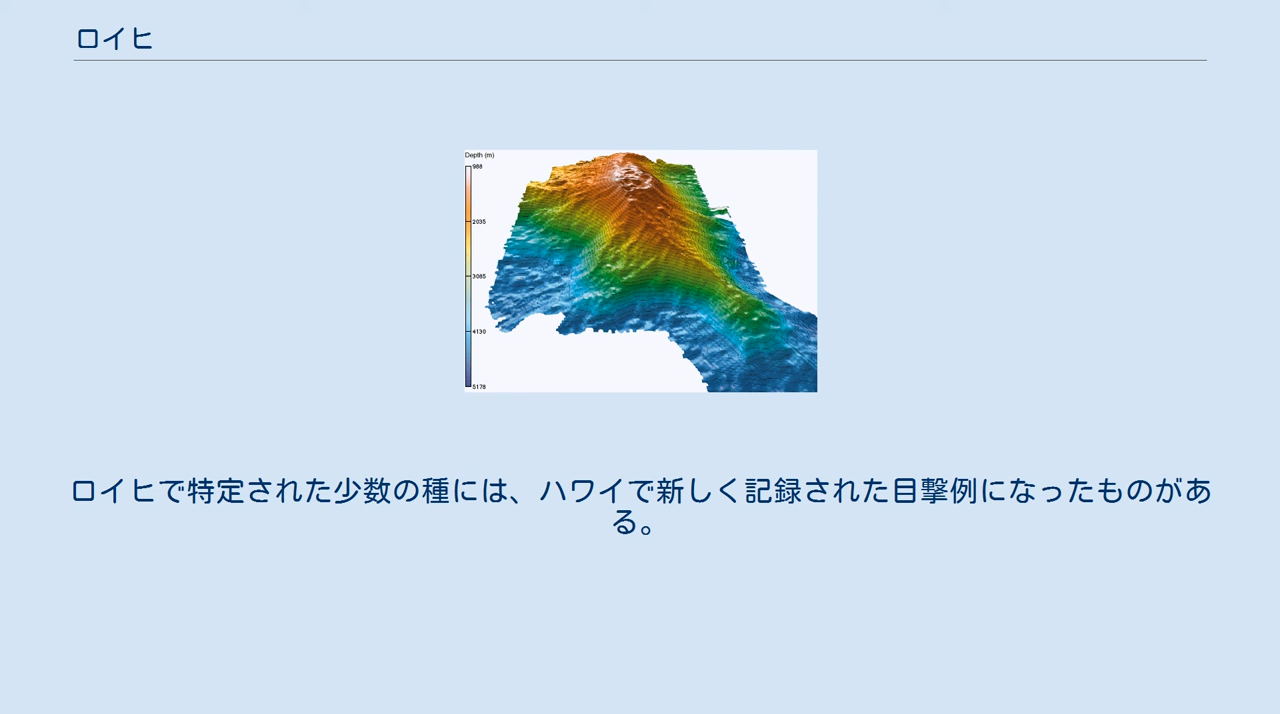 ロイヒ
Depth (m)
988
2035
3085
4130
5178
ロイヒで特定された少数の種には、ハワイで新しく記録された目撃例になったものがあ
る。